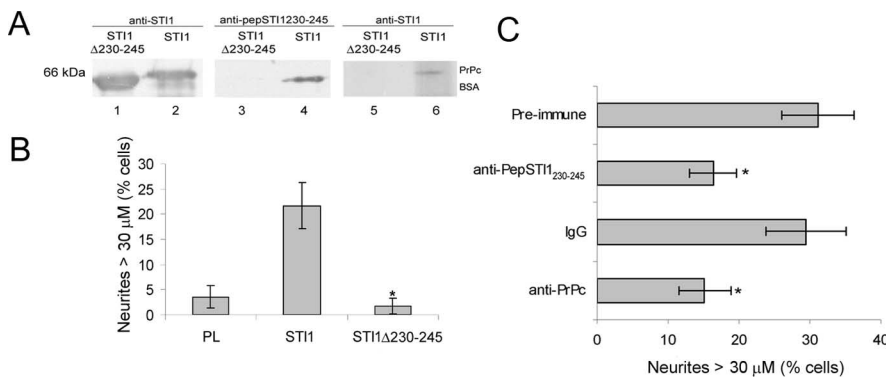 A
anti-STI1 anti-pepSTI1230-245 anti-STI1
STI1 Δ230-245 STI1 STI1 Δ230-245 STI1 STI1 Δ230-245 STI1
66 kDa
PrPc
BSA
1 2 3 4 5 6
B
Neurites > 30 μM (% cells)
30
25
20
15
10
5
0
*
PL STI1 STI1Δ230-245
C
Pre-immune
anti-PepSTI1230-245 *
IgG
anti-PrPc *
0 10 20 30 40
Neurites > 30 μM (% cells)